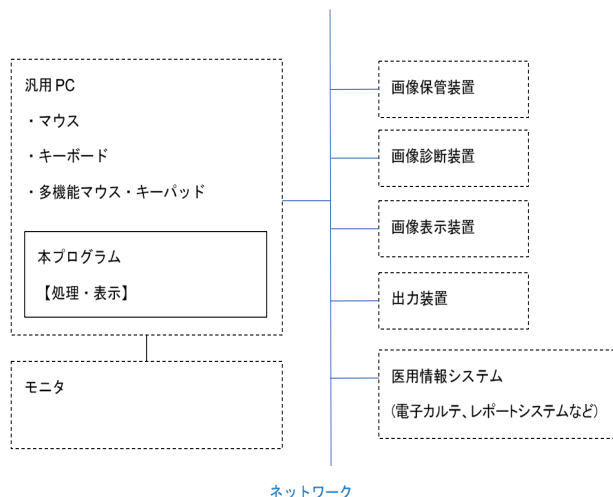 汎用 PC
・マウス
・キーボード
・多機能マウス・キーパッド
本プログラム
【処理・表示】
モニタ
画像保管装置
画像診断装置
画像表示装置
出力装置
医用情報システム
(電子カルテ、レポートシステムなど)
ネットワーク